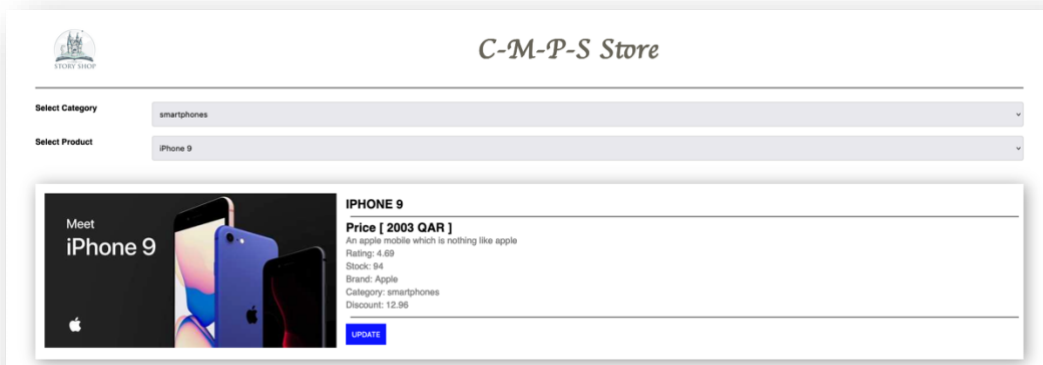 STORY SHOP
C-M-P-S Store
Select Category
smartphones
Select Product
iPhone 9
Meet
iPhone 9
IPHONE 9
Price [ 2003 QAR ]
An apple mobile which is nothing like apple
Rating: 4.69
Stock: 94
Brand: Apple
Category: smartphones
Discount: 12.96
UPDATE